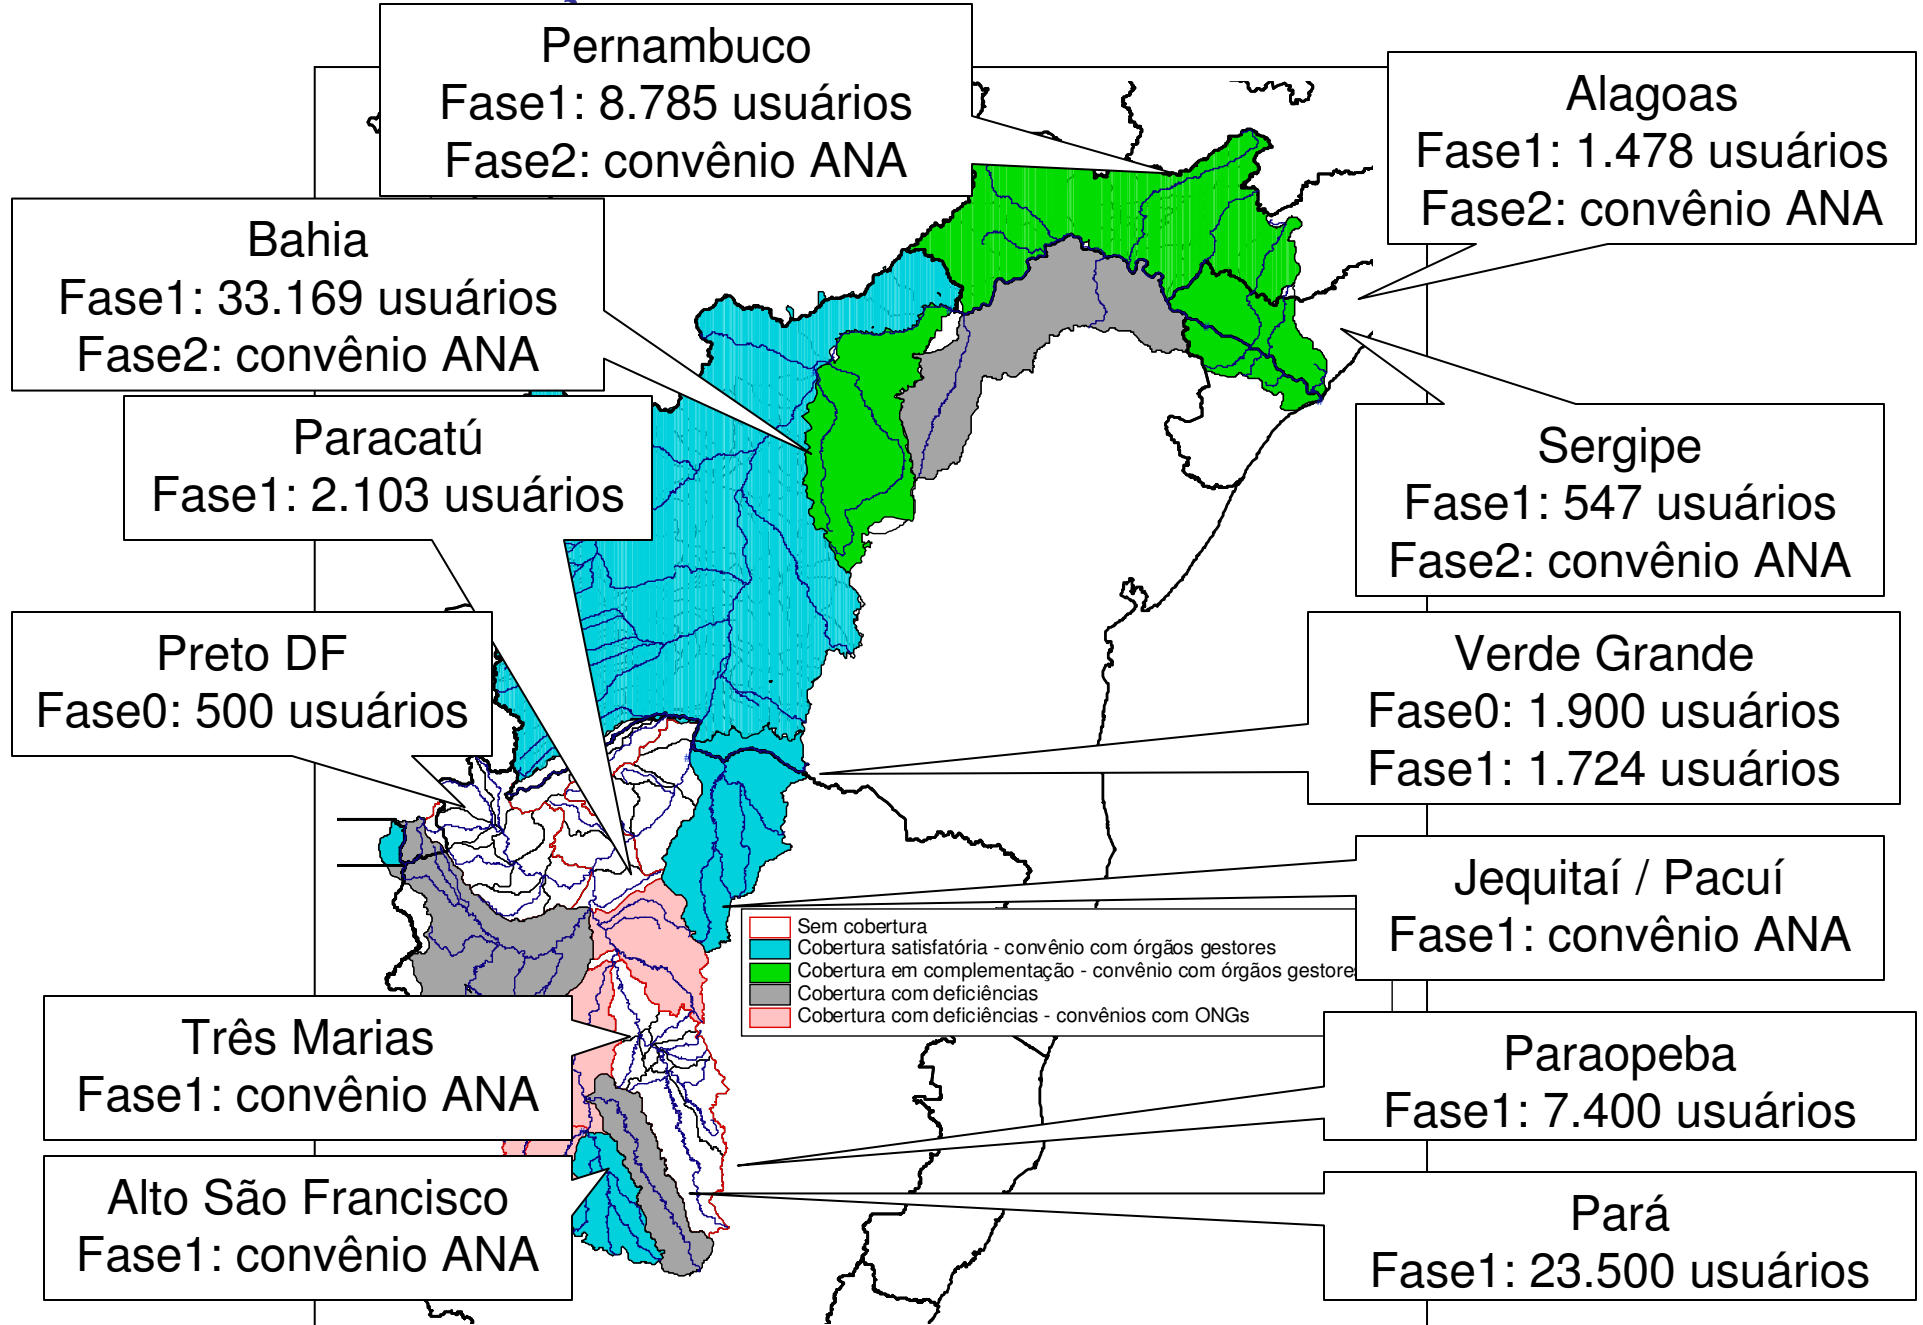 Pernambuco
Fase1: 8.785 usuários
Fase2: convênio ANA
Alagoas
Fase1: 1.478 usuários
Fase2: convênio ANA
Bahia
Fase1: 33.169 usuários
Fase2: convênio ANA
Paracatú
Fase1: 2.103 usuários
Sergipe
Fase1: 547 usuários
Fase2: convênio ANA
Preto DF
Fase0: 500 usuários
Verde Grande
Fase0: 1.900 usuários
Fase1: 1.724 usuários
Jequitaí / Pacuí
Fase1: convênio ANA
Sem cobertura
Cobertura satisfatória - convênio com órgãos gestores
Cobertura em complementação - convênio com órgãos gestore
Cobertura com deficiências
Cobertura com deficiências - convênios com ONGs
Três Marias
Fase1: convênio ANA
Paraopeba
Fase1: 7.400 usuários
Alto São Francisco
Fase1: convênio ANA
Pará
Fase1: 23.500 usuários